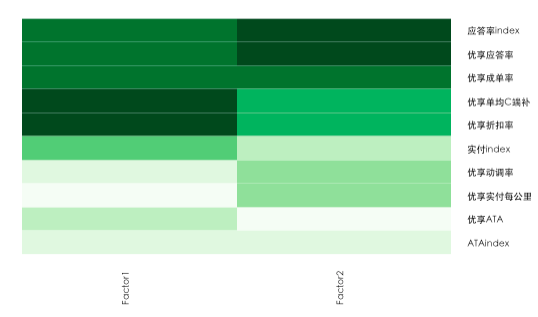 应答率index
优享应答率
优享成单率
优享单均C端补
优享折扣率
实付index
优享动调率
优享实付每公里
优享ATA
ATAindex
Factor1
Factor2